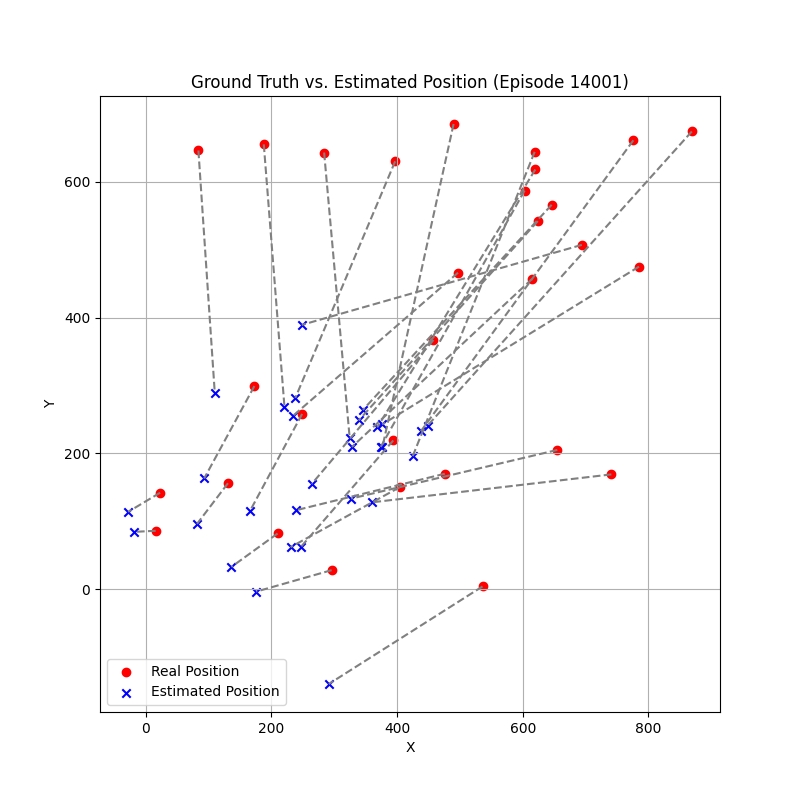 Ground Truth vs. Estimated Position (Episode 14001)
Y
600
400
200
0
Real Position
Estimated Position
0 200 400 600 800
X